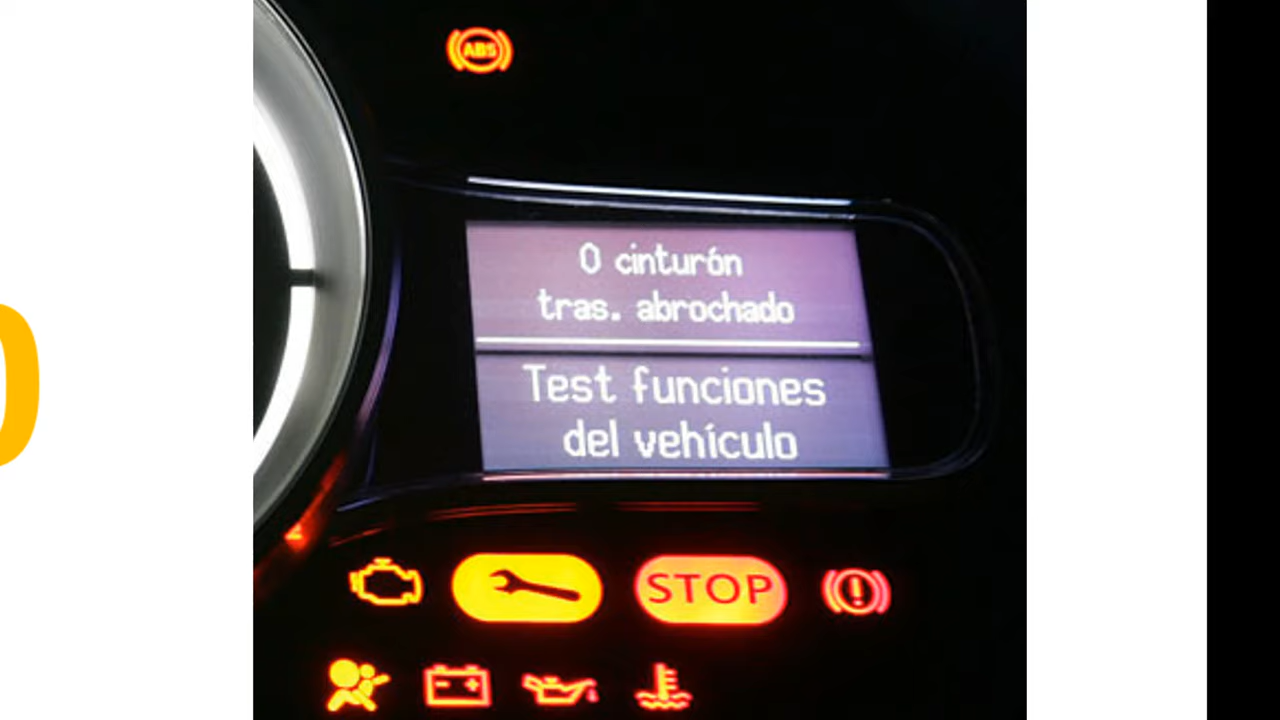 ABS
0 cinturón
tras. abrochado
Test funciones
del vehículo
STOP